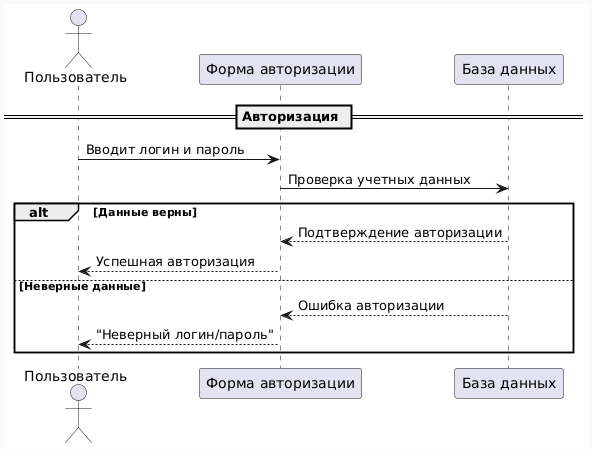 Пользователь
Форма авторизации
База данных
Авторизация
Вводит логин и пароль
Проверка учетных данных
alt
[Данные верны]
Подтверждение авторизации
Успешная авторизация
[Неверные данные]
Ошибка авторизации
"Неверный логин/пароль"
Пользователь
Форма авторизации
База данных